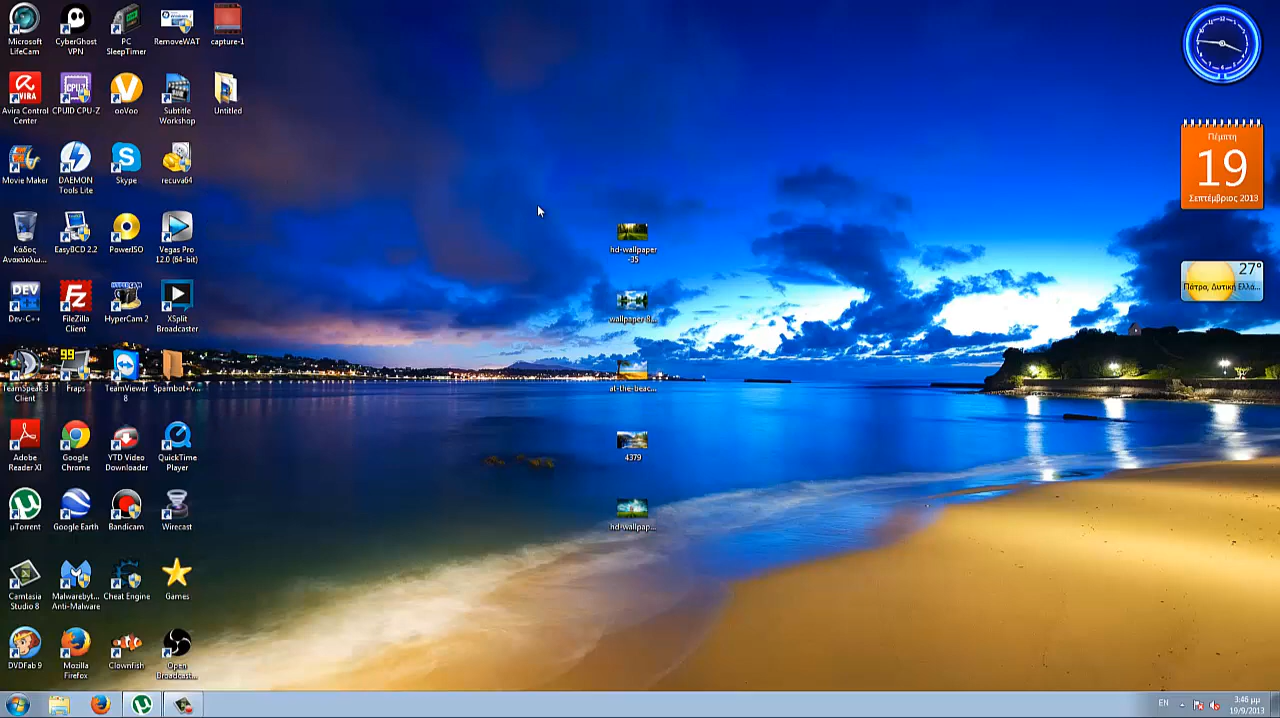 Microsoft
LifeCam
CyberGhost
VPN
PC
SleepTimer
RemoveWAT
capture-1
Avira Control
Center
CPUID CPU-Z
ooVoo
Subtitle
Workshop
Untitled
Movie Maker
DAEMON
Tools Lite
Skype
recuva64
Κάδος
Ανακύκλω...
EasyBCD 2.2
PowerISO
Vegas Pro
12.0 (64-bit)
DEV
Dev-C++
FileZilla
Client
HyperCam 2
XSplit
Broadcaster
TeamSpeak 3
Client
99
Fraps
TeamViewer
8
Spambot+v...
Adobe
Reader XI
Google
Chrome
YTD Video
Downloader
QuickTime
Player
µTorrent
Google Earth
Bandicam
Wirecast
Camtasia
Studio 8
Malwarebyt...
Anti-Malware
Cheat Engine
Games
DVDFab 9
Mozilla
Firefox
Clownfish
Open
Broadcast...
hd-wallpaper
-35
wallpaper-8...
at-the-beac...
4379
hd-wallpap...
Πέμπτη
19
Σεπτέμβριος 2013
27°
Πάτρα, Δυτική Ελλά...
EN
3:46 μμ
19/9/2013